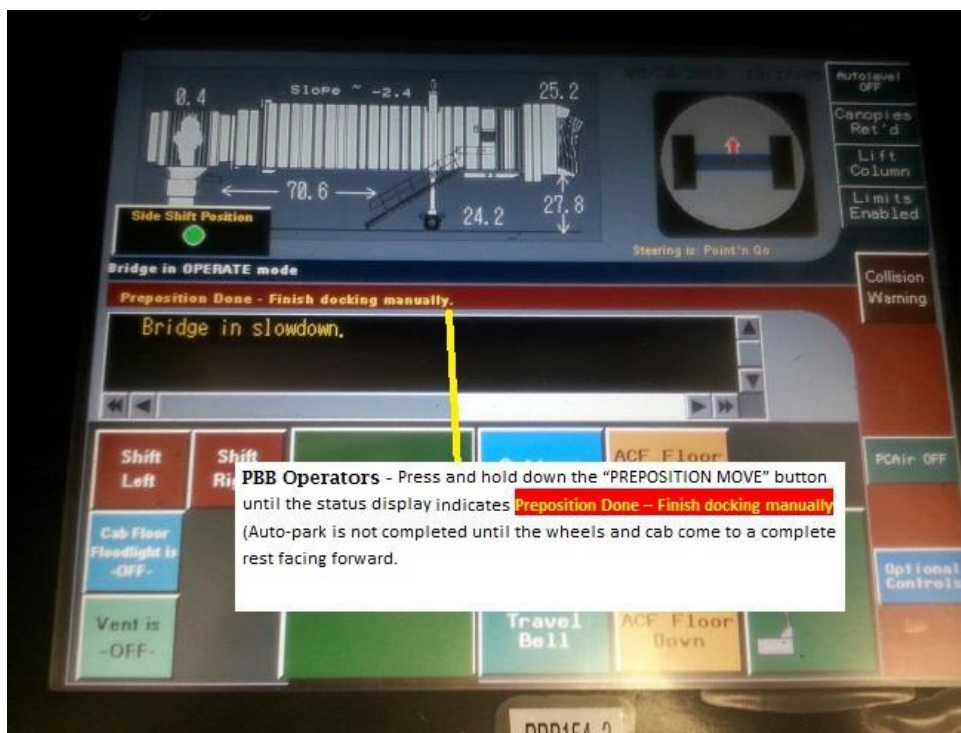 Autolevel
OFF
0.4
Slope ~ -2.4
25.2
Canopies
Ret'd
Lift
Column
70.6
24.2
27.8
Limits
Enabled
Side Shift Position
Steering is: Point'n Go
Bridge in OPERATE mode
Collision
Warning
Preposition Done - Finish docking manually.
Bridge in slowdown.
Shift
Left
Shift
ACF Floor
PCAir OFF
PBB Operators - Press and hold down the “PREPOSITION MOVE” button
until the status display indicates Preposition Done – Finish docking manually
(Auto-park is not completed until the wheels and cab come to a complete
rest facing forward.
Cab Floor
Floodlight is
-OFF-
Optional
Controls
Vent is
-OFF-
Travel
Bell
ACF Floor
Down